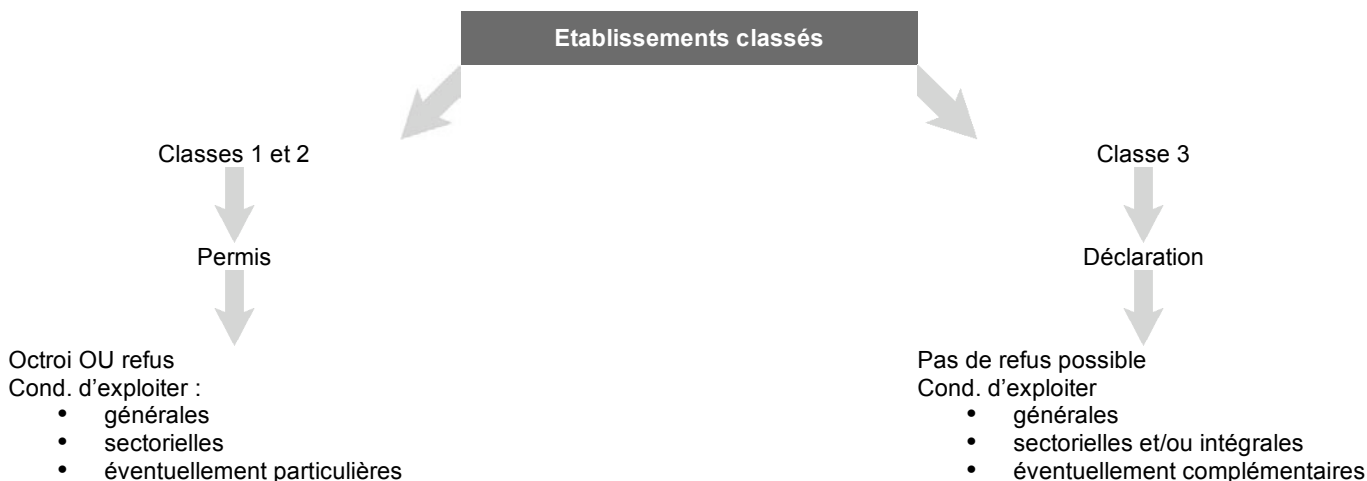 Etablissements classés
Classes 1 et 2
Permis
Octroi OU refus
Cond. d'exploiter :
• générales
• sectorielles
• éventuellement particulières
Classe 3
Déclaration
Pas de refus possible
Cond. d'exploiter
• générales
• sectorielles et/ou intégrales
• éventuellement complémentaires